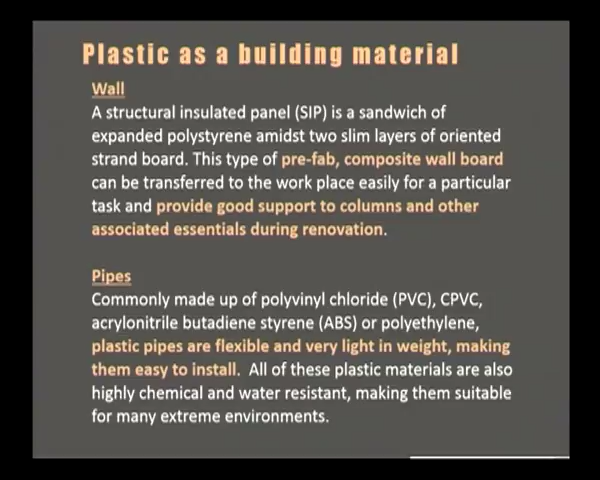 Plastic as a building material
Wall
A structural insulated panel (SIP) is a sandwich of
expanded polystyrene amidst two slim layers of oriented
strand board. This type of pre-fab, composite wall board
can be transferred to the work place easily for a particular
task and provide good support to columns and other
associated essentials during renovation.
Pipes
Commonly made up of polyvinyl chloride (PVC), CPVC,
acrylonitrile butadiene styrene (ABS) or polyethylene,
plastic pipes are flexible and very light in weight, making
them easy to install. All of these plastic materials are also
highly chemical and water resistant, making them suitable
for many extreme environments.